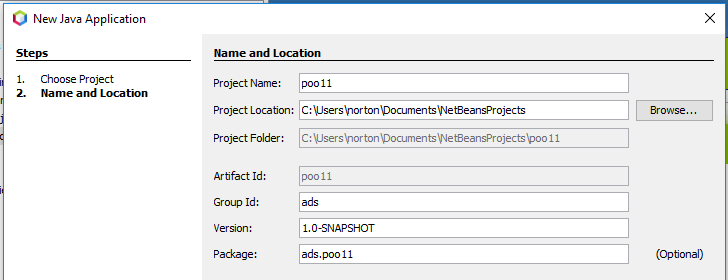 New Java Application
Steps
1. Choose Project
2. Name and Location
Name and Location
Project Name: poo11
Project Location: C:\Users\norton\Documents\NetBeansProjects Browse...
Project Folder: C:\Users\norton\Documents\NetBeansProjects\poo11
Artifact Id: poo11
Group Id: ads
Version: 1.0-SNAPSHOT
Package: ads.poo11 (Optional)